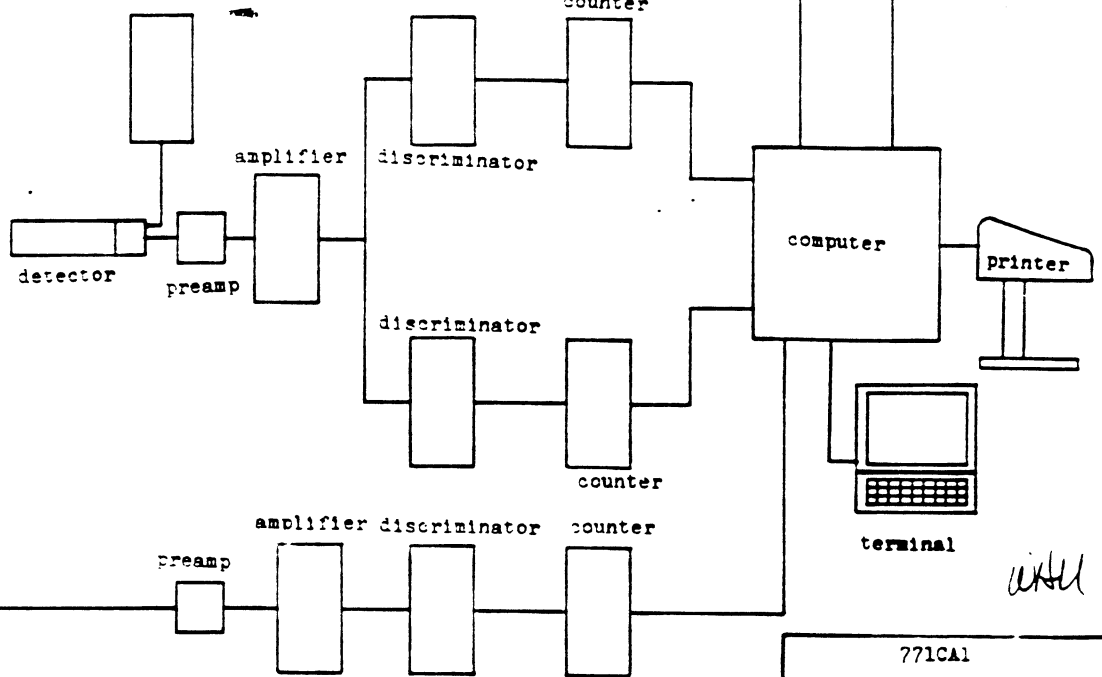 counter
amplifier
discriminator
computer
printer
detector
preamp
discriminator
counter
amplifier
discriminator
counter
terminal
preamp
771CA1